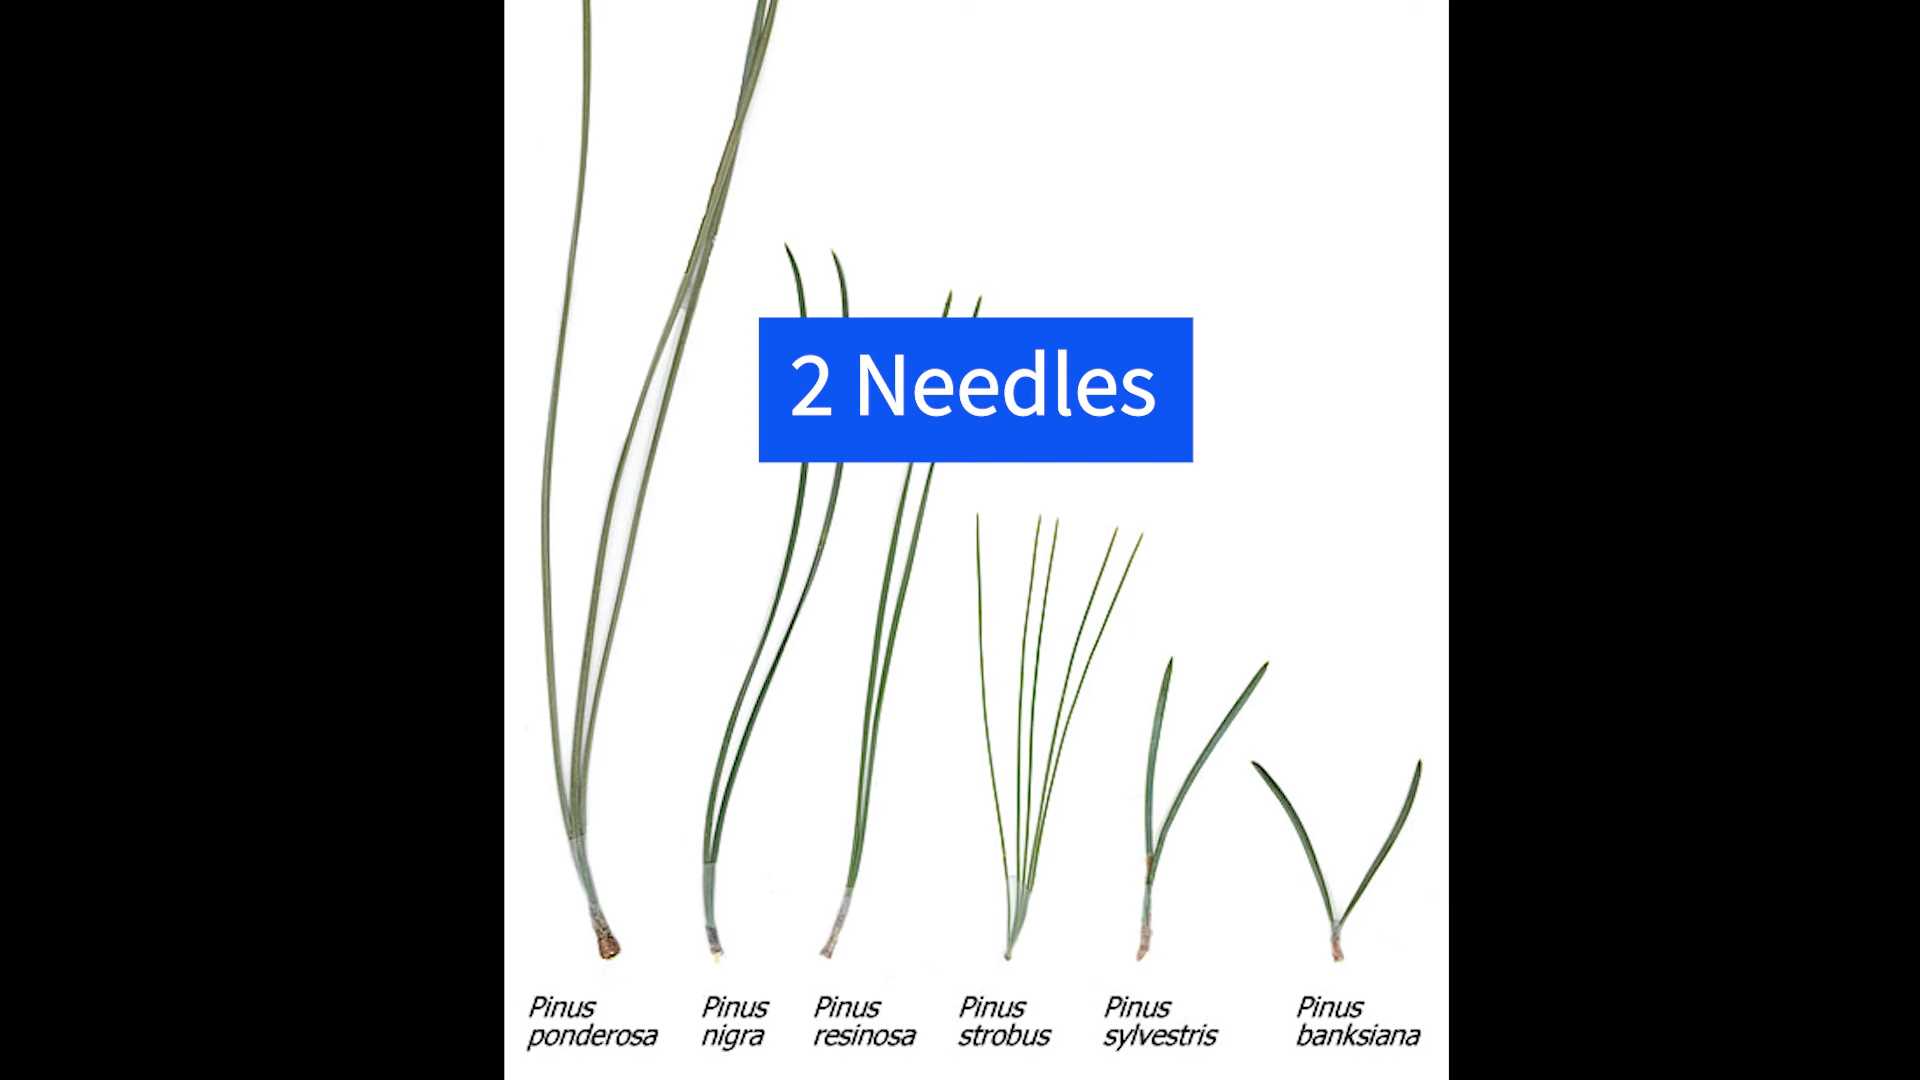 2 Needles
Pinus
ponderosa
Pinus
nigra
Pinus
resinosa
Pinus
strobus
Pinus
sylvestris
Pinus
banksiana